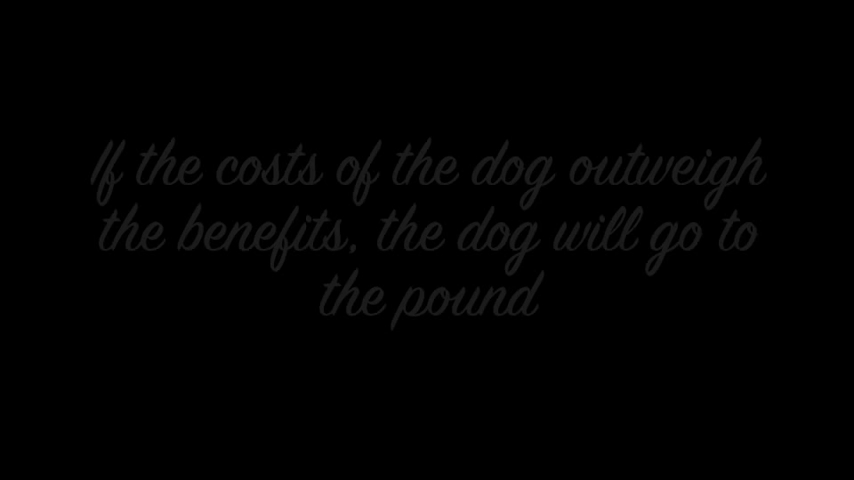 If the costs of the dog outweigh
the benefits, the dog will go to
the pound